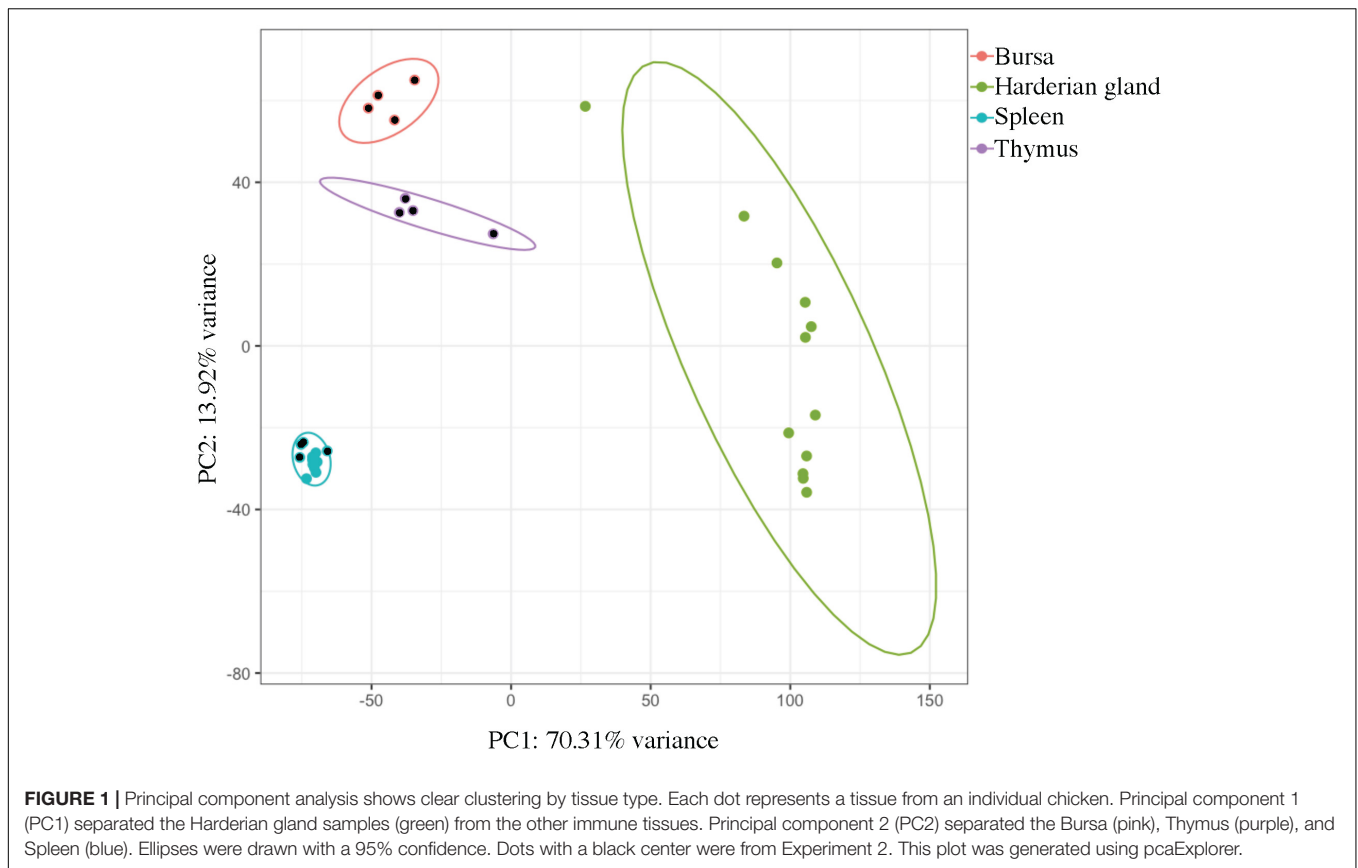 Bursa
Harderian gland
Spleen
Thymus
40
0
-40
-80
PC2: 13.92% variance
-50
0
50
100
150
PC1: 70.31% variance
FIGURE 1 | Principal component analysis shows clear clustering by tissue type. Each dot represents a tissue from an individual chicken. Principal component 1
(PC1) separated the Harderian gland samples (green) from the other immune tissues. Principal component 2 (PC2) separated the Bursa (pink), Thymus (purple), and
Spleen (blue). Ellipses were drawn with a 95% confidence. Dots with a black center were from Experiment 2. This plot was generated using pcaExplorer.